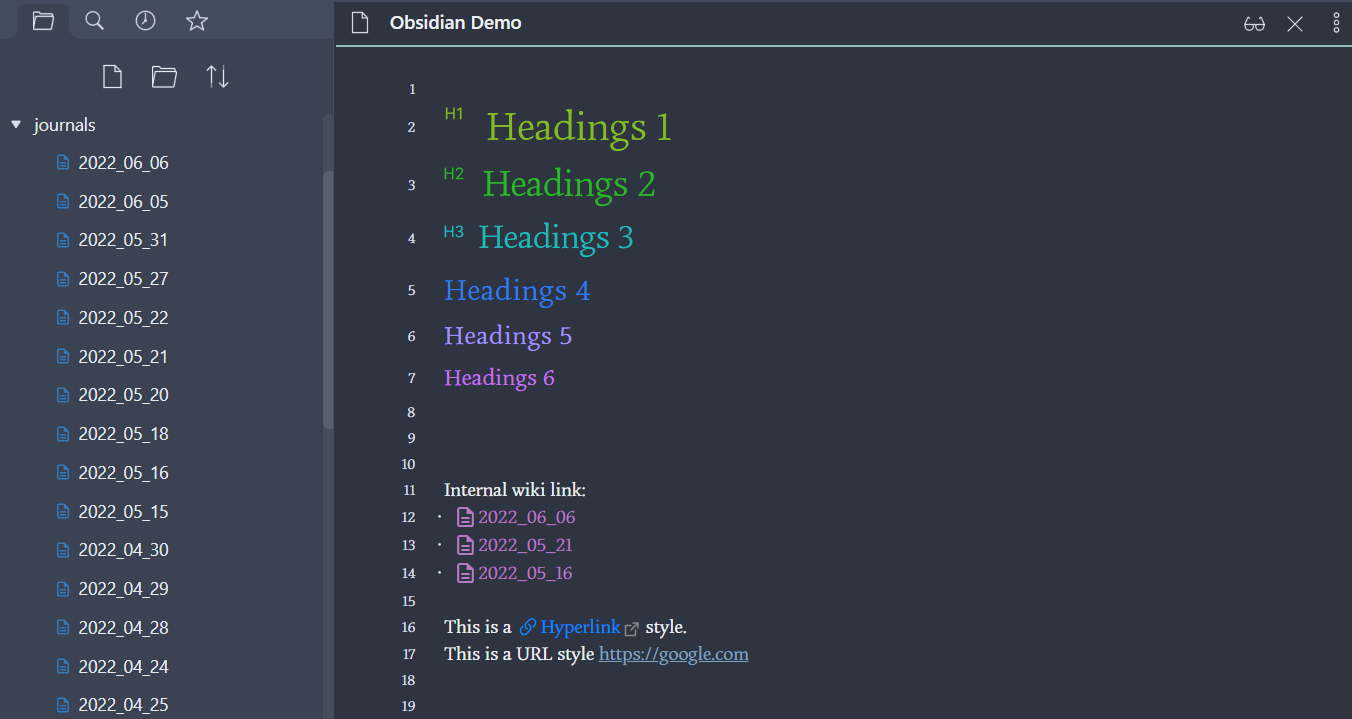 journals
2022_06_06
2022_06_05
2022_05_31
2022_05_27
2022_05_22
2022_05_21
2022_05_20
2022_05_18
2022_05_16
2022_05_15
2022_04_30
2022_04_29
2022_04_28
2022_04_24
2022_04_25
Obsidian Demo
1
2 H1 Headings 1
3 H2 Headings 2
4 H3 Headings 3
5 Headings 4
6 Headings 5
7 Headings 6
8
9
10
11 Internal wiki link:
12 · 2022_06_06
13 · 2022_05_21
14 · 2022_05_16
15
16 This is a Hyperlink style.
17 This is a URL style https://google.com
18
19